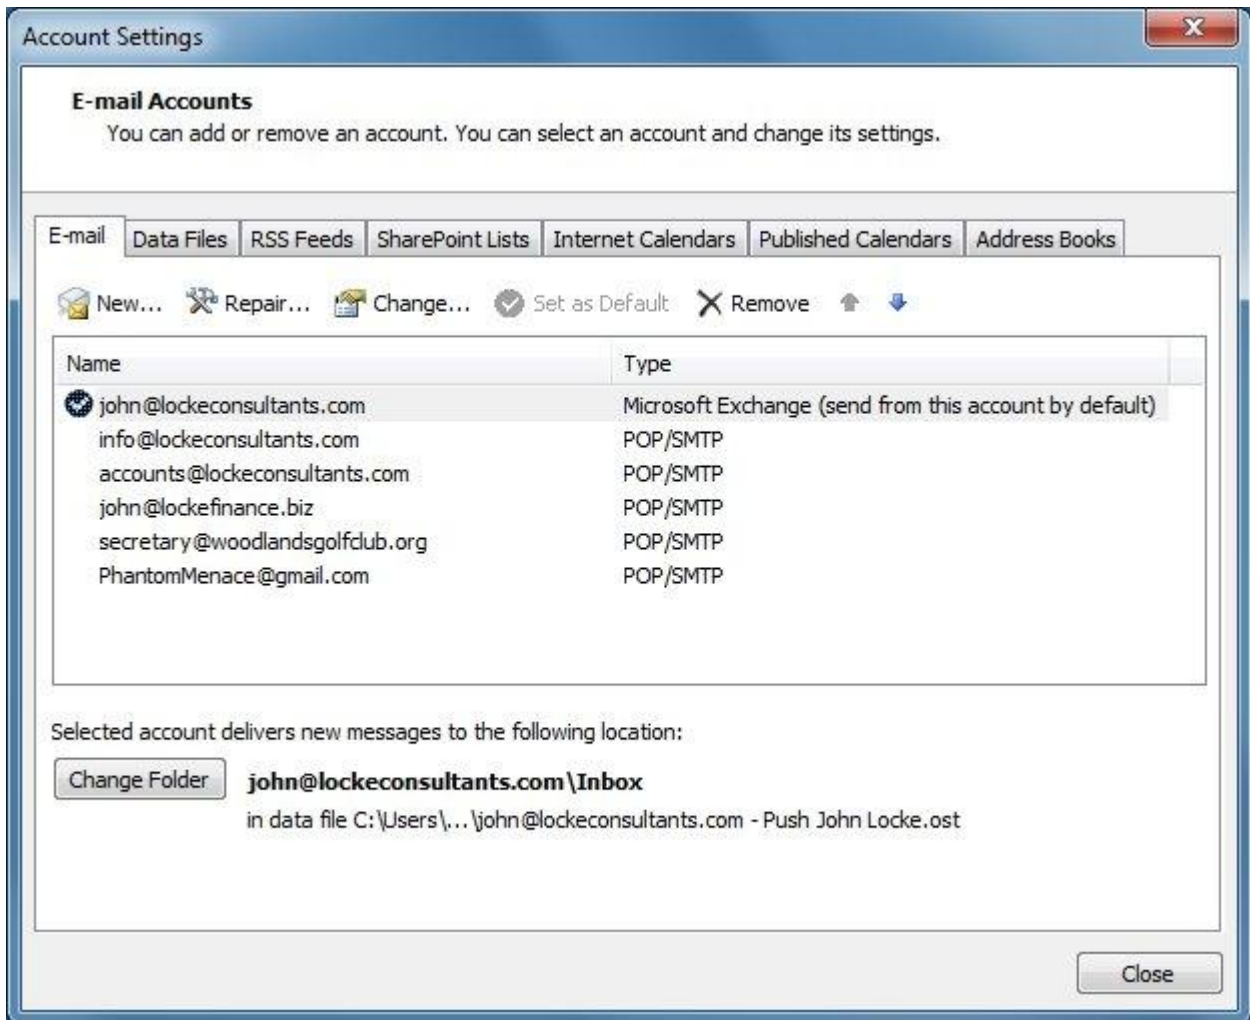 Account Settings
E-mail Accounts
You can add or remove an account. You can select an account and change its settings.
E-mail Data Files RSS Feeds SharePoint Lists Internet Calendars Published Calendars Address Books
New... Repair... Change... Set as Default Remove
Name Type
john@lockeconsultants.com Microsoft Exchange (send from this account by default)
info@lockeconsultants.com POP/SMTP
accounts@lockeconsultants.com POP/SMTP
john@lockefinance.biz POP/SMTP
secretary@woodlandsgolfclub.org POP/SMTP
PhantomMenace@gmail.com POP/SMTP
Selected account delivers new messages to the following location:
Change Folder john@lockeconsultants.com\Inbox
in data file C:\Users\...\john@lockeconsultants.com - Push John Locke.ost
Close